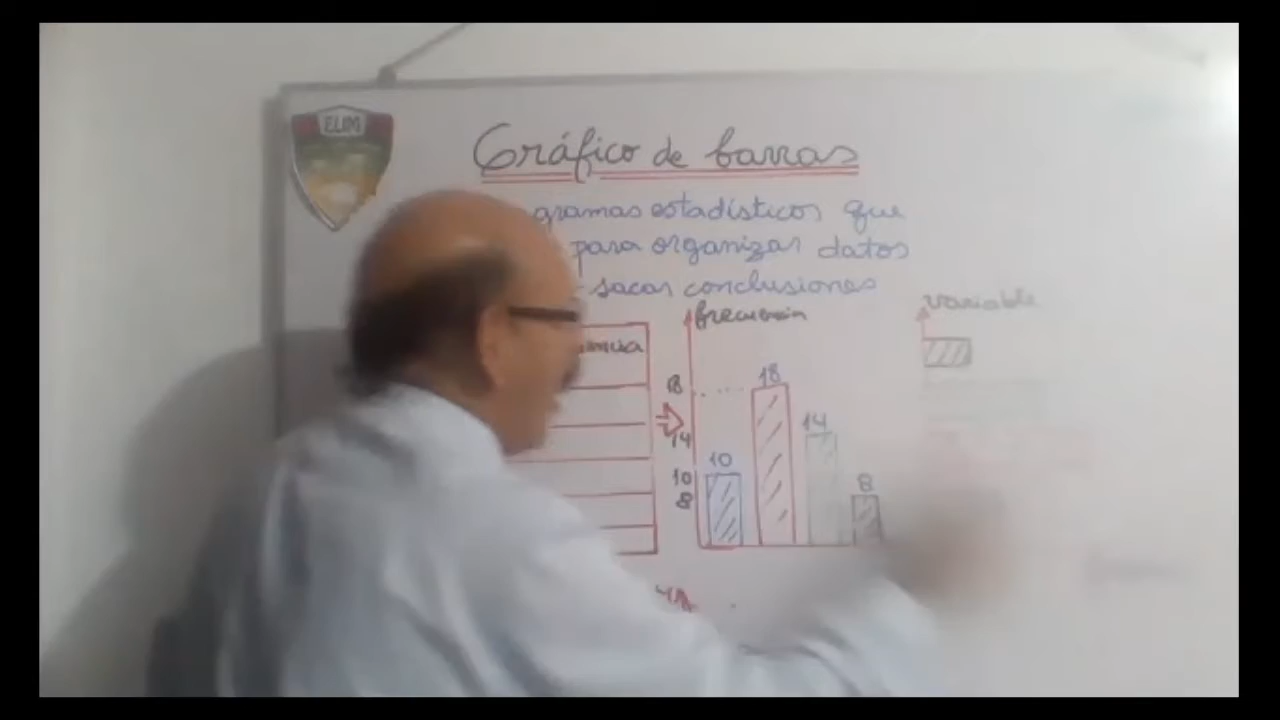 ELIM
Gráfico de barras
gramas estadísticos que
para organizar datos
sacar conclusiones
frecuencia
variable
18
18
14
14
10
10
8
8